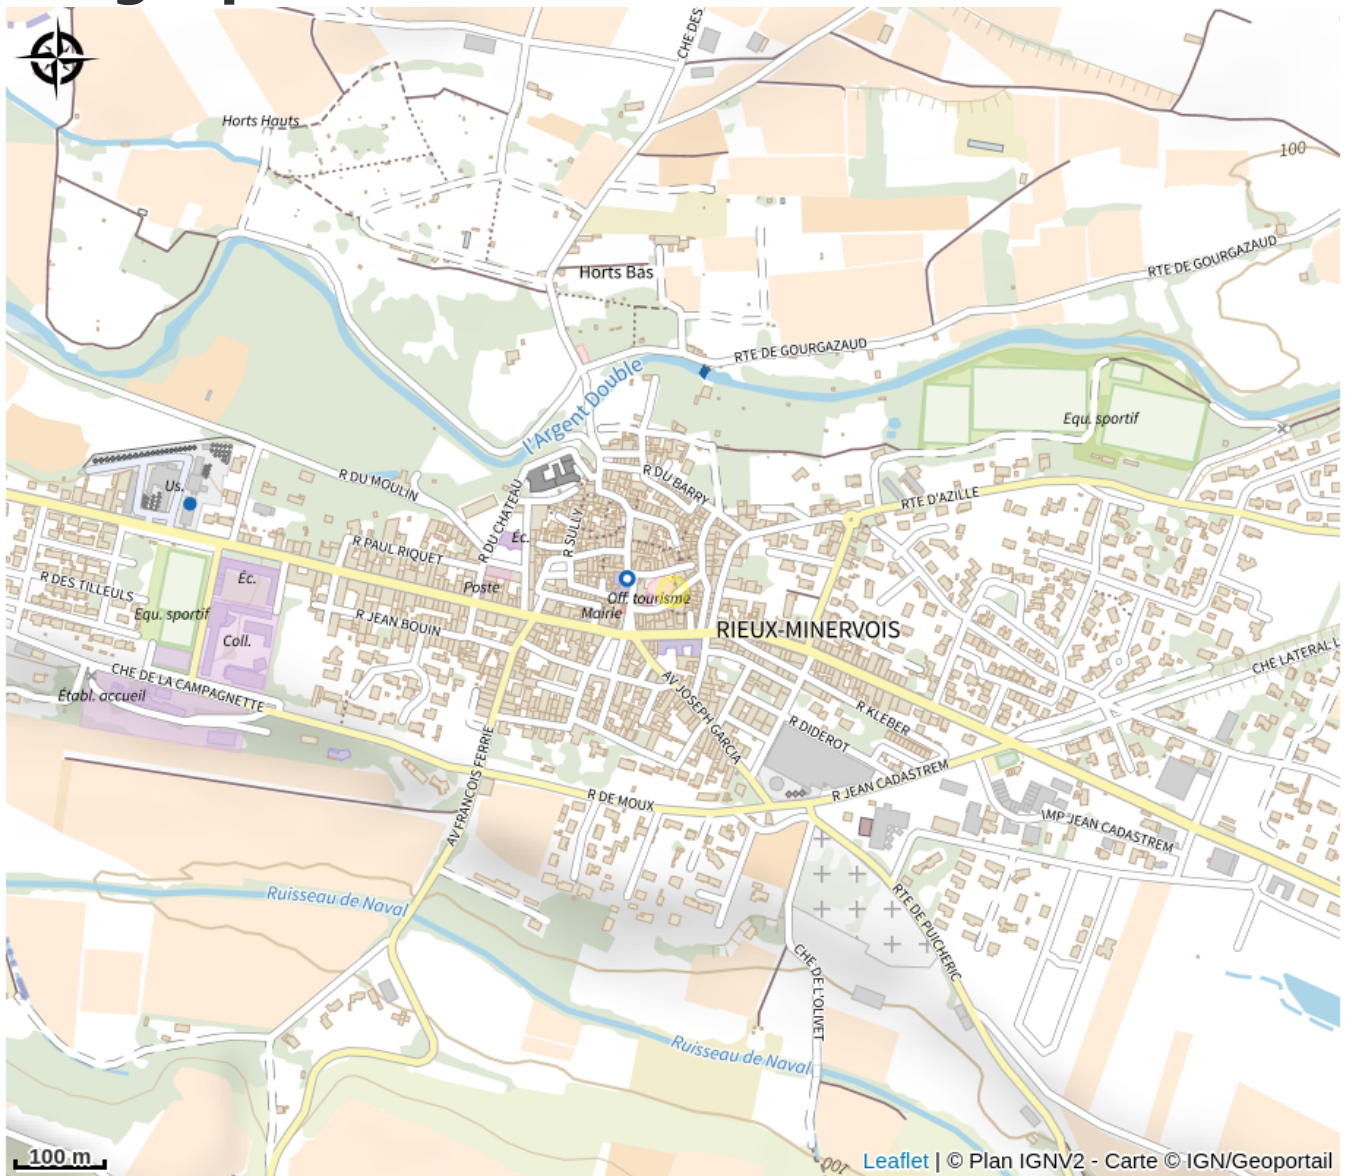 CHE DES
Horts Hauts
100
RTE DE GOURGAZAUD
Horts Bas
RTE DE GOURGAZAUD
l'Argent Double
Equ. sportif
R DU MOULIN
R DU BARRY
Us.
RTE D'AZILLE
R DU CHATEAU
R SULLY
Éc.
R PAUL RIQUET
R DES TILLEULS
Éc.
Poste
Off. tourisme
Equ. sportif
Mairie
R JEAN BOUIN
RIEUX-MINERVOIS
Coll.
CHE LATERAL L
CHE DE LA CAMPAGNETTE
Établ. accueil
AV JOSEPH GARCIA
R KLEBER
R DIDEROT
AV FRANCOIS FERRIE
R JEAN CADASTREM
R DE MOUX
IMP JEAN CADASTREM
Ruisseau de Naval
RTE DE PUICHERIC
CHE DE L'OLIVET
Ruisseau de Naval
100 m
100
Leaflet | © Plan IGNV2 - Carte © IGN/Geoportail